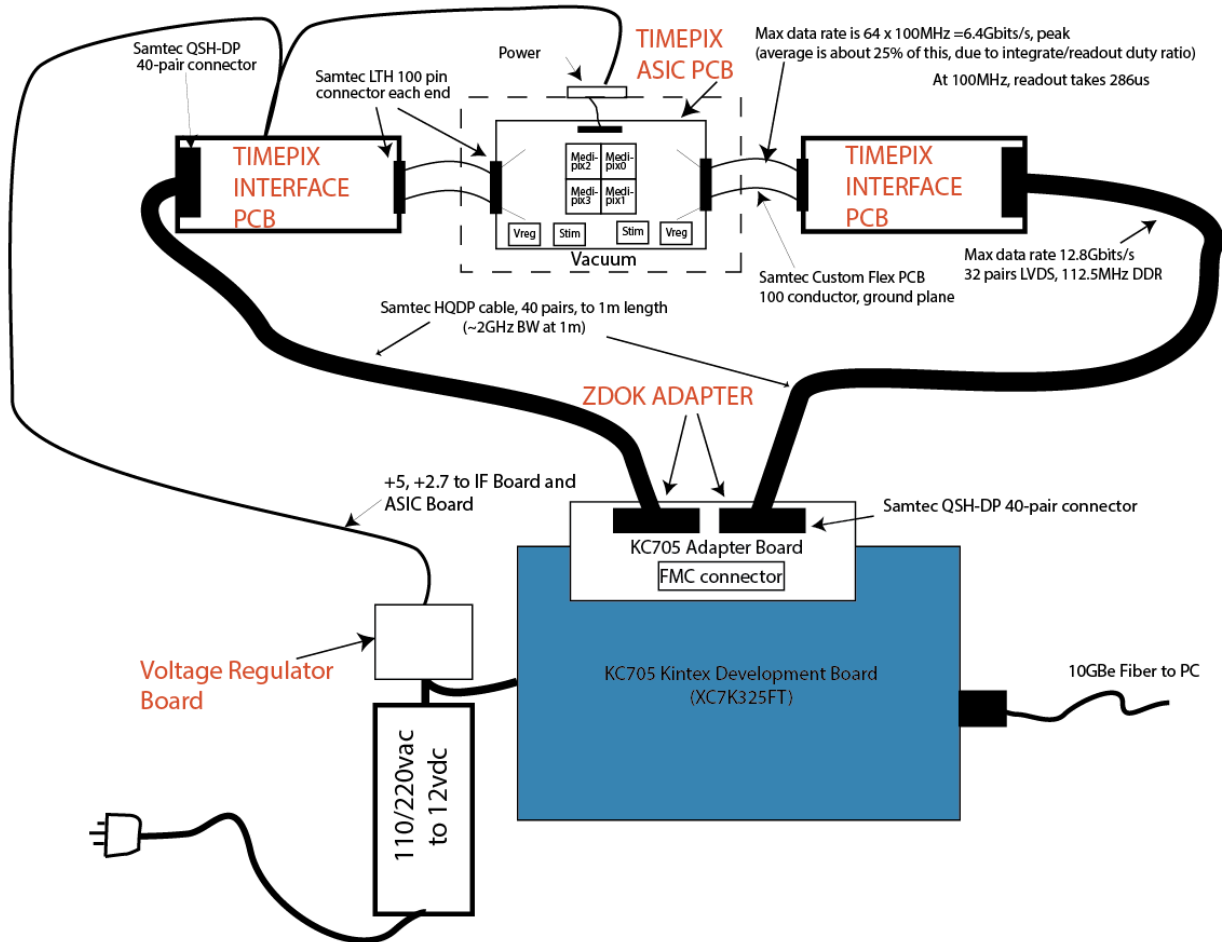 Samtec QSH-DP
40-pair connector
Samtec LTH 100 pin
connector each end
Power
TIMEPIX
ASIC PCB
Max data rate is 64 x 100MHz =6.4Gbits/s, peak
(average is about 25% of this, due to integrate/readout duty ratio)
At 100MHz, readout takes 286us
TIMEPIX
INTERFACE
PCB
Medi-
pix2
Medi-
pix0
Medi-
pix3
Medi-
pix1
Vreg
Stim
Stim
Vreg
Vacuum
TIMEPIX
INTERFACE
PCB
Max data rate 12.8Gbits/s
32 pairs LVDS, 112.5MHz DDR
Samtec Custom Flex PCB
100 conductor, ground plane
Samtec HQDP cable, 40 pairs, to 1m length
(~2GHz BW at 1m)
ZDOK ADAPTER
+5, +2.7 to IF Board and
ASIC Board
Samtec QSH-DP 40-pair connector
KC705 Adapter Board
FMC connector
Voltage Regulator
Board
KC705 Kintex Development Board
(XC7K325FT)
10GBe Fiber to PC
110/220vac
to 12vdc